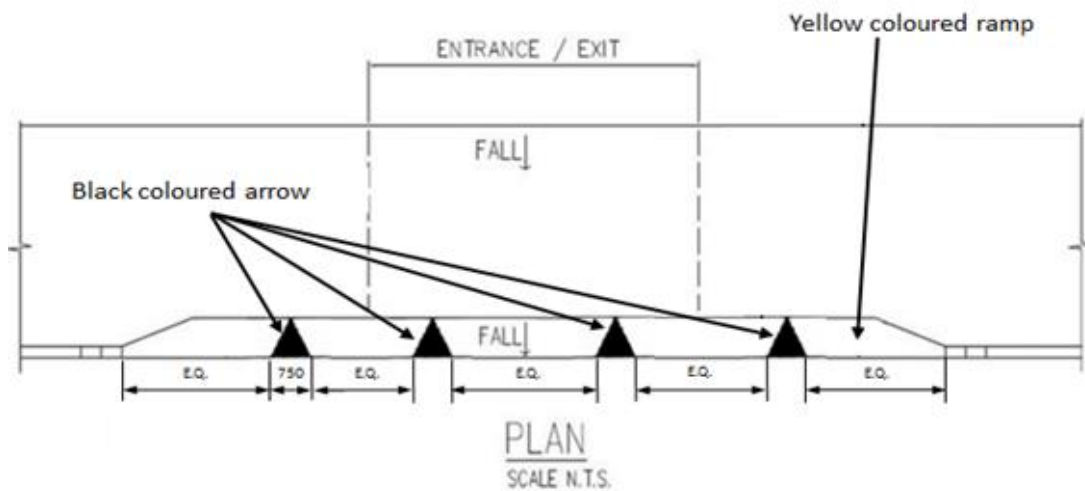 Yellow coloured ramp
ENTRANCE / EXIT
FALL
Black coloured arrow
FALL
E.Q. 750 E.Q. E.Q. E.Q. E.Q.
PLAN
SCALE N.T.S.